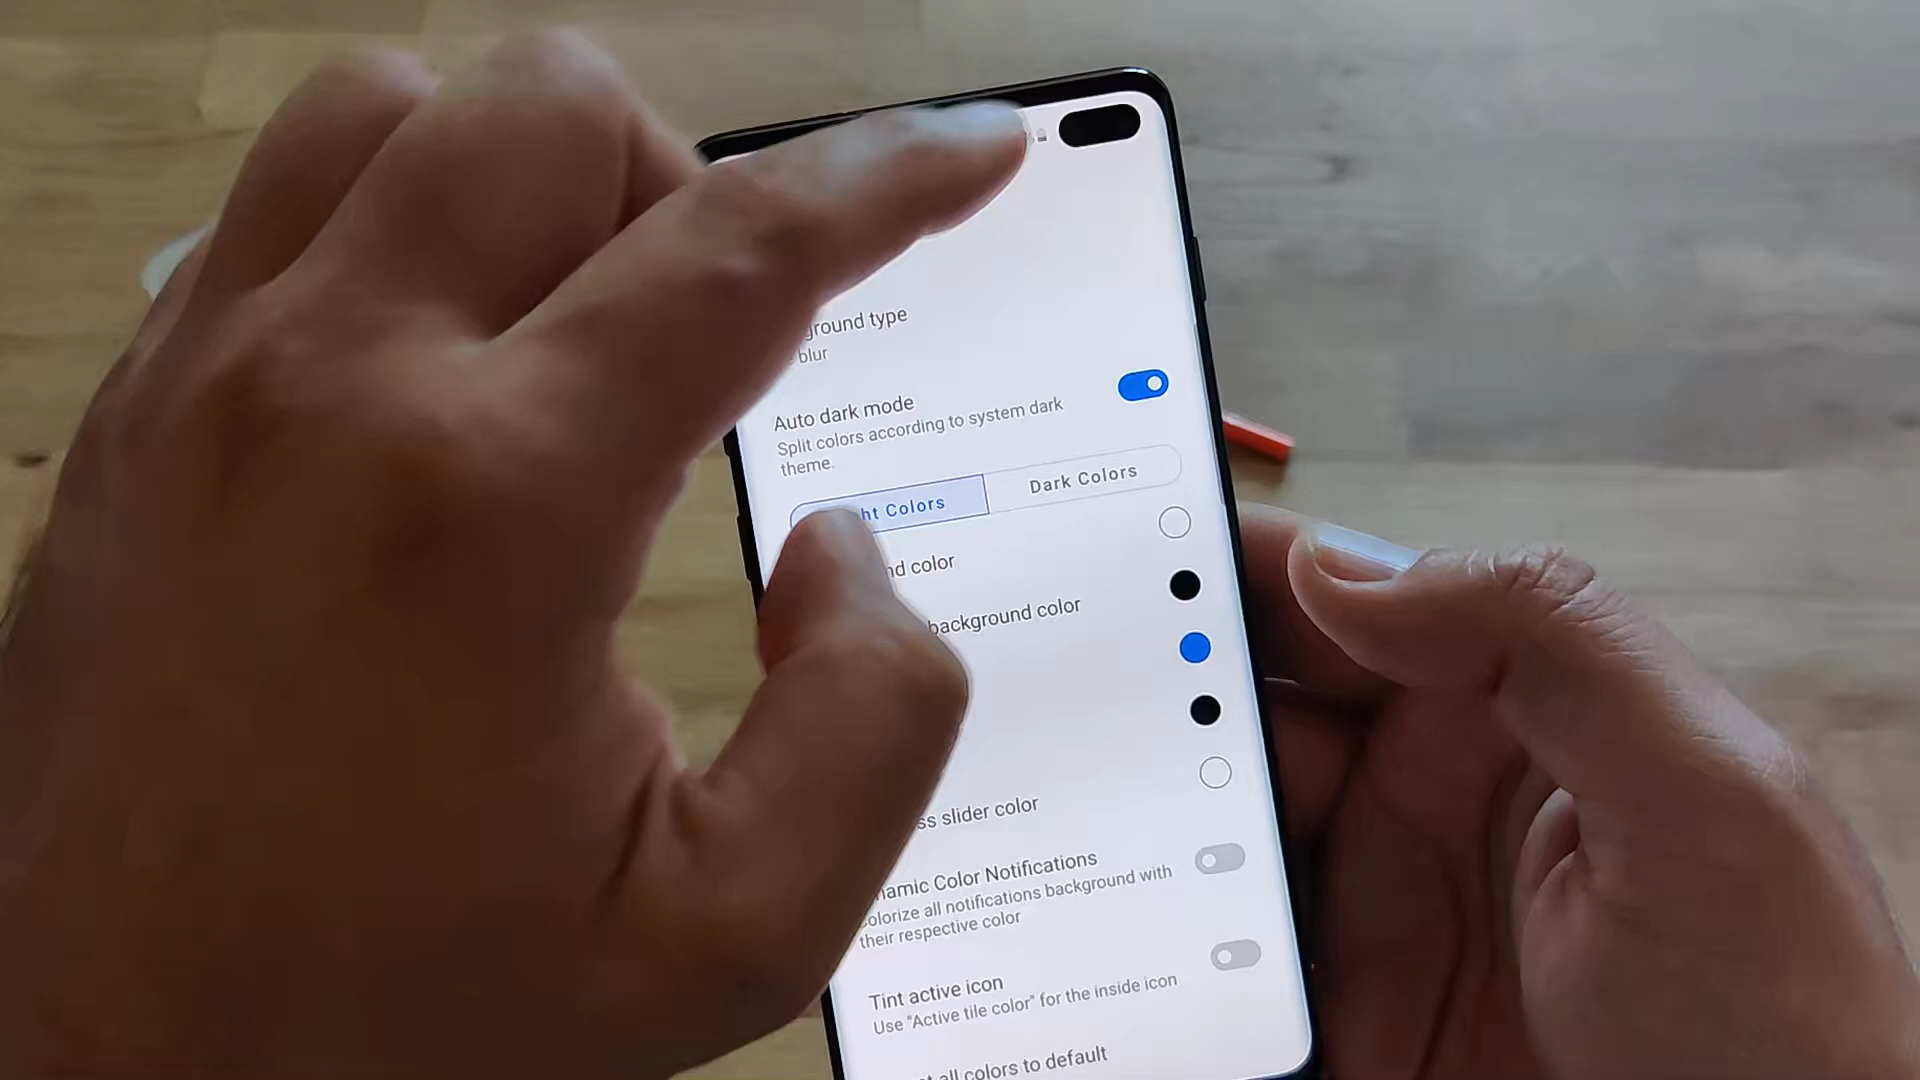 ground type
blur
Auto dark mode
Split colors according to system dark
theme.
ht Colors
Dark Colors
nd color
background color
ss slider color
namic Color Notifications
olorize all notifications background with
their respective color
Tint active icon
Use "Active tile color" for the inside icon
t all colors to default